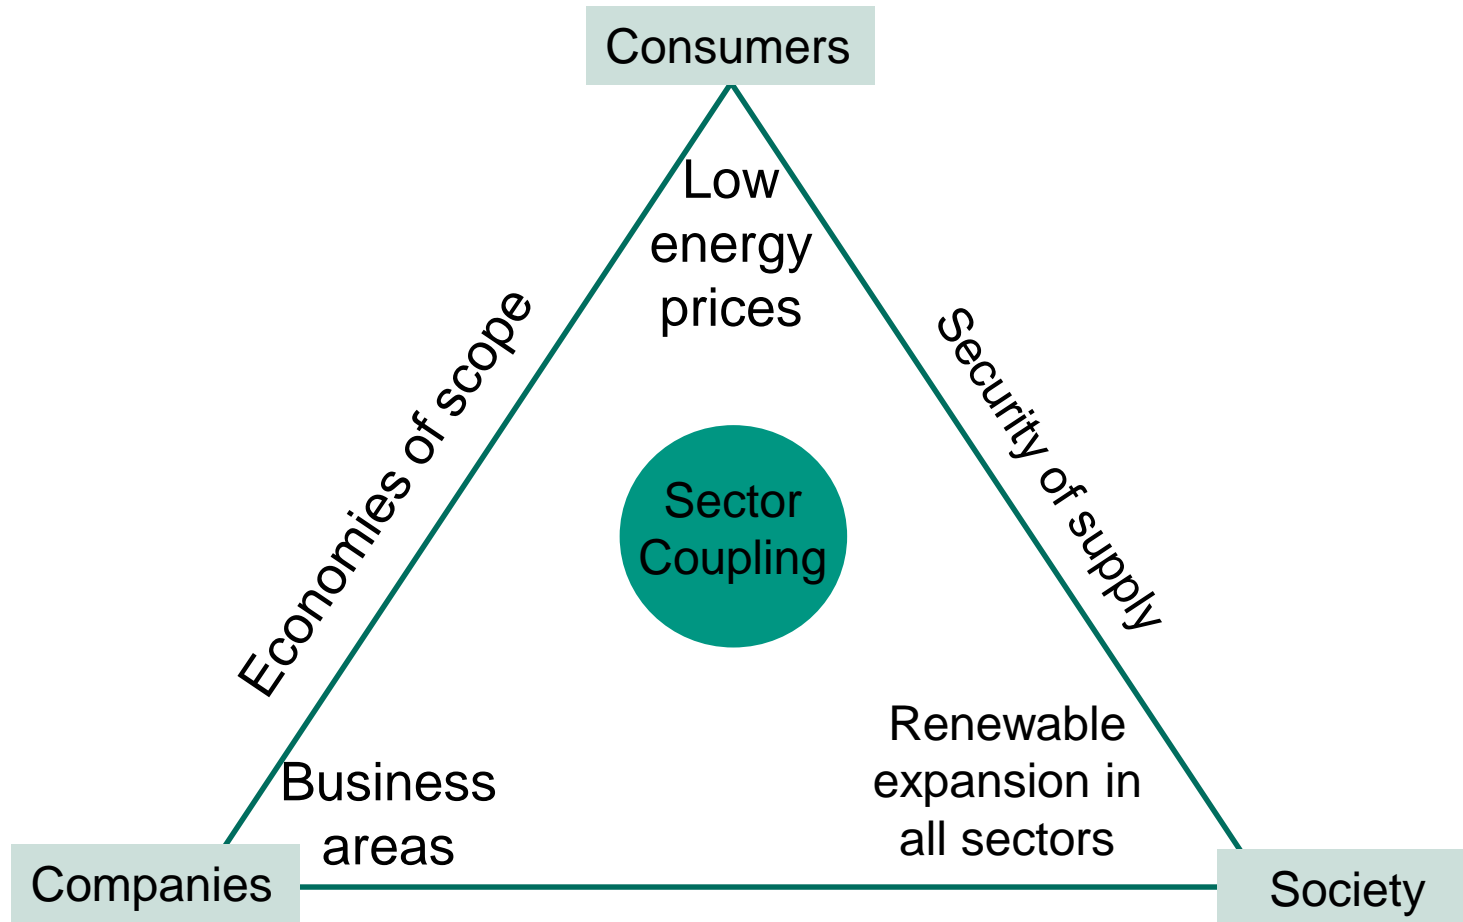 Consumers
Low
energy
prices
Economies of scope
Security of supply
Sector
Coupling
Business
areas
Renewable
expansion in
all sectors
Companies
Society